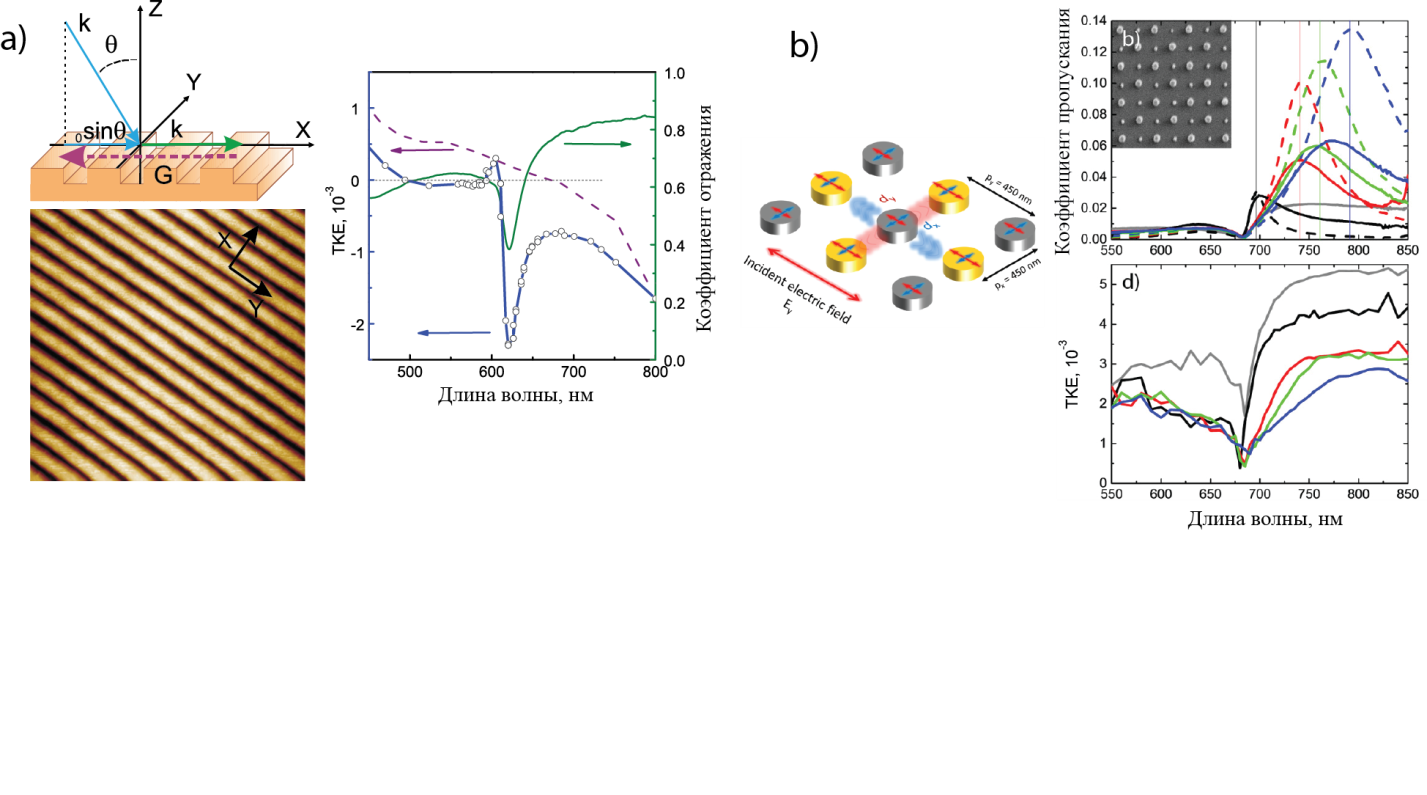 a)
Z
k
θ
Y
X
₀sinθ
k
G
X
Y
TKE, 10⁻³
1
0
-1
-2
500
600
700
800
Длина волны, нм
1.0
0.8
0.6
0.4
0.2
0.0
Коэффициент отражения
b)
dᵧ
dₓ
pᵧ = 450 nm
pₓ = 450 nm
Incident electric field
Eᵧ
Коэффициент пропускания
b)
0.14
0.12
0.10
0.08
0.06
0.04
0.02
0.00
550
600
650
700
750
800
850
d)
TKE, 10⁻³
5
4
3
2
1
0
550
600
650
700
750
800
850
Длина волны, нм